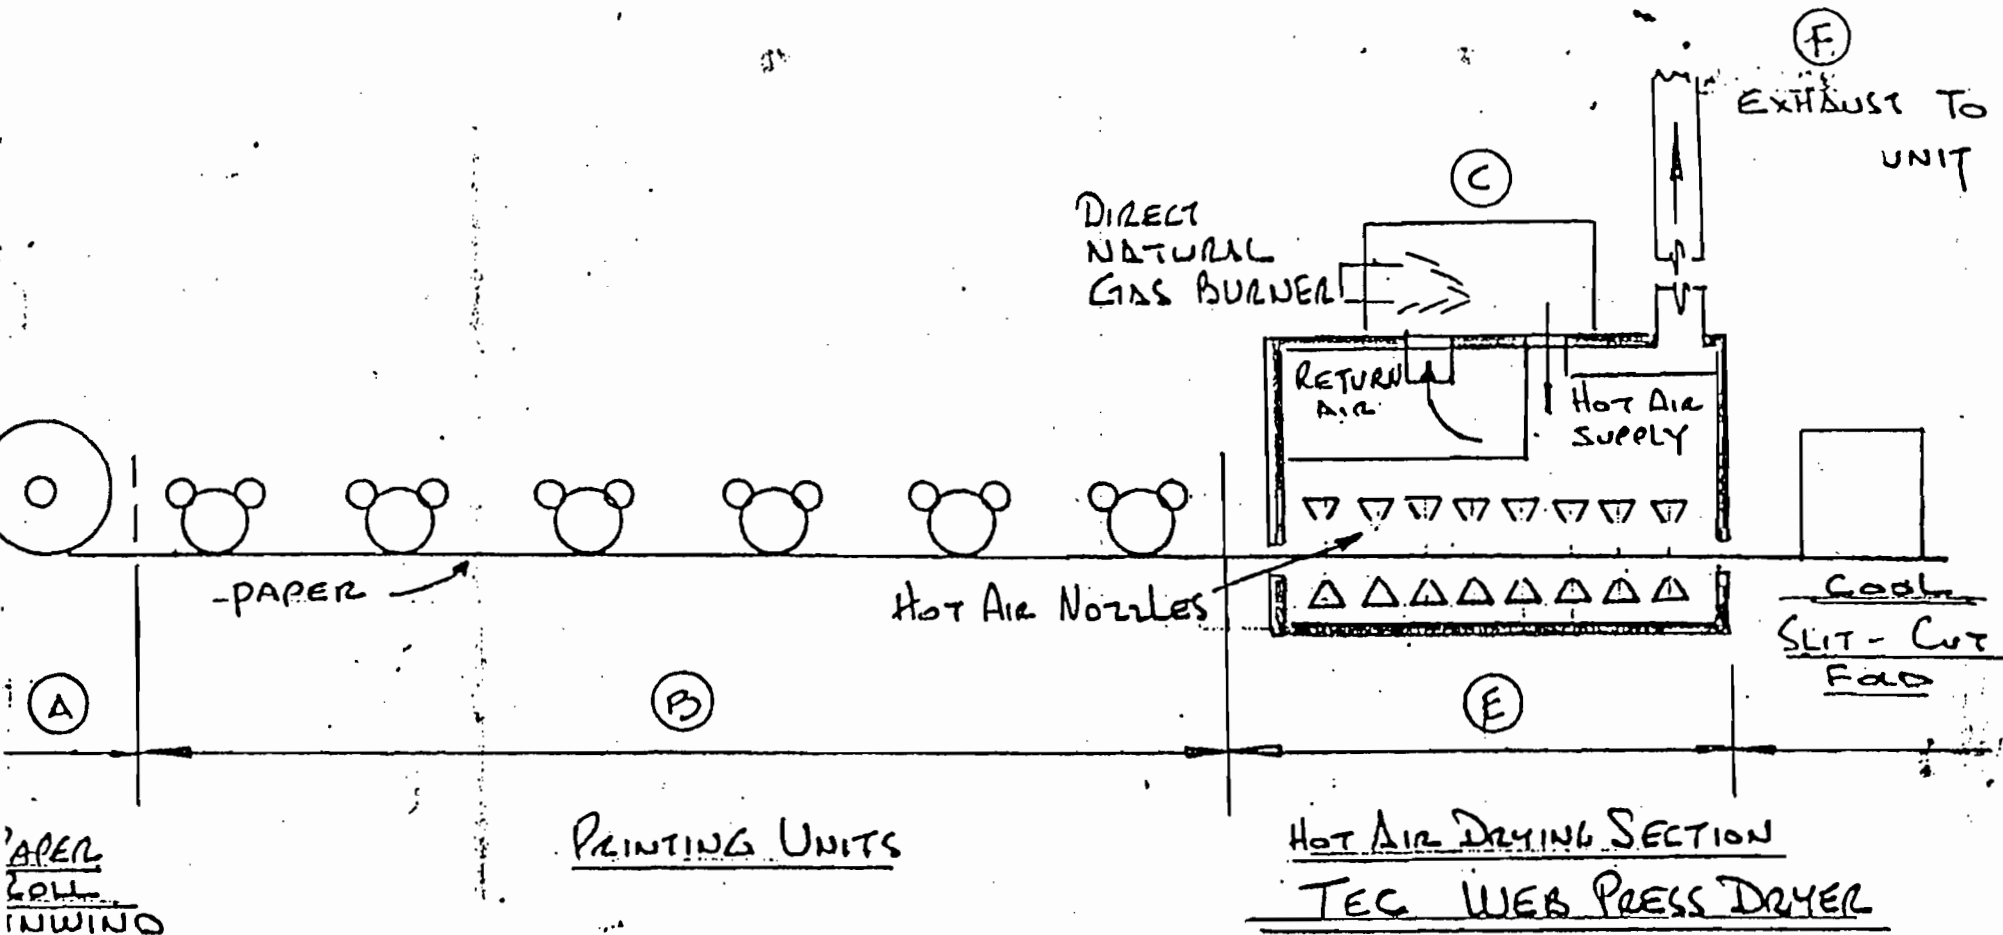 F
EXHAUST TO
UNIT
C
DIRECT
NATURAL
GAS BURNER
RETURN
AIR
HOT AIR
SUPPLY
-PAPER
HOT AIR NOZZLES
COOL
SLIT - CUT
FOLD
A
B
E
PAPER
ROLL
UNWIND
PRINTING UNITS
HOT AIR DRYING SECTION
TEC WEB PRESS DRYER